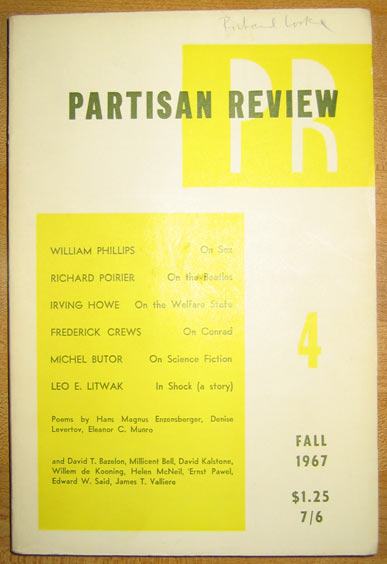 Richard
PR
PARTISAN REVIEW
WILLIAM PHILLIPS On Sex
RICHARD POIRIER On the Beatles
IRVING HOWE On the Welfare State
FREDERICK CREWS On Conrad
MICHEL BUTOR On Science Fiction
LEO E. LITWAK In Shock (a story)
Poems by Hans Magnus Enzensberger, Denise
Levertov, Eleanor C. Munro
and David T. Bazelon, Millicent Bell, David Kalstone,
Willem de Kooning, Helen McNeil, Ernst Pawel,
Edward W. Said, James T. Valliere
4
FALL
1967
$1.25
7/6